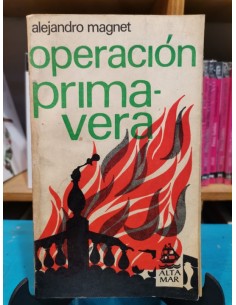 alejandro magnet
operación
prima-
vera
ALTA
MAR